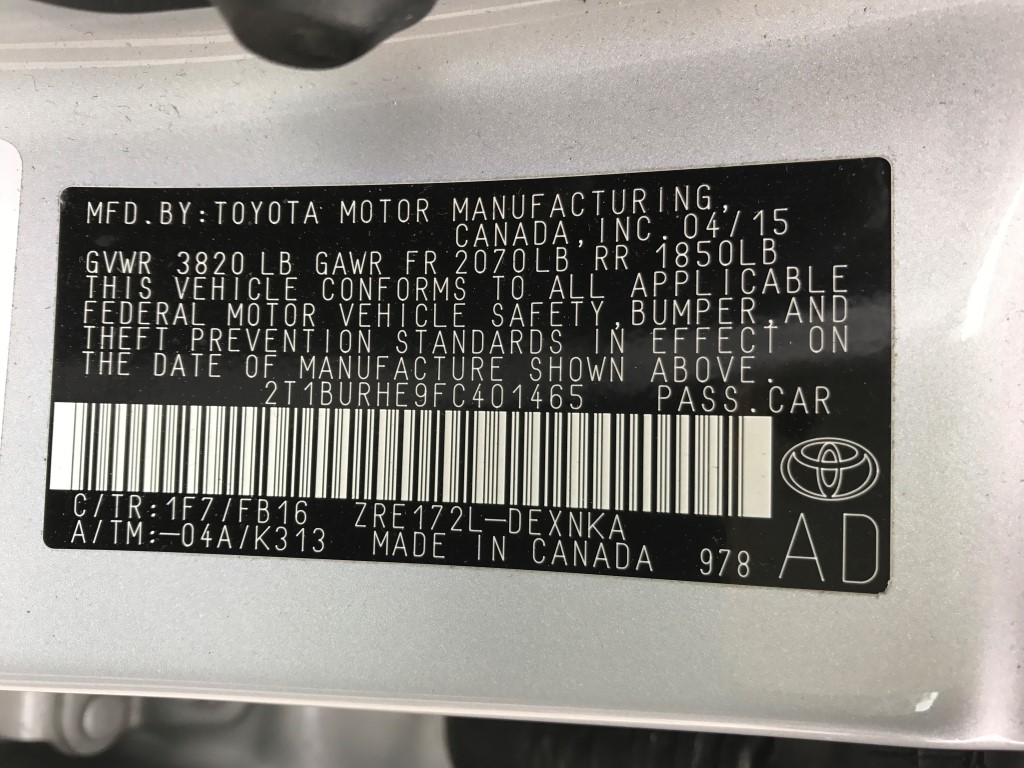 MFD.BY:TOYOTA MOTOR MANUFACTURING,
CANADA,INC.04/15
GVWR 3820 LB GAWR FR 2070LB RR 1850LB
THIS VEHICLE CONFORMS TO ALL APPLICABLE
FEDERAL MOTOR VEHICLE SAFETY,BUMPER,AND
THEFT PREVENTION STANDARDS IN EFFECT ON
THE DATE OF MANUFACTURE SHOWN ABOVE.
2T1BURHE9FC401465 PASS.CAR
C/TR:1F7/FB16 ZRE172L-DEXNKA
A/TM:-04A/K313 MADE IN CANADA 978 AD